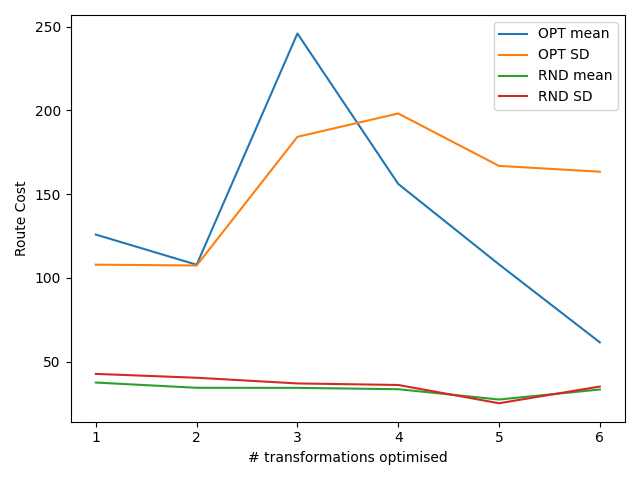 OPT mean
OPT SD
RND mean
RND SD
250
200
150
100
50
Route Cost
1 2 3 4 5 6
# transformations optimised